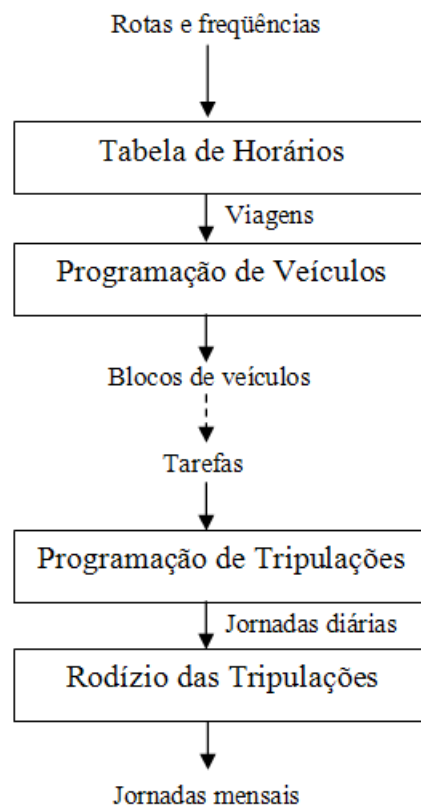 Rotas e freqüências
Tabela de Horários
Viagens
Programação de Veículos
Blocos de veículos
Tarefas
Programação de Tripulações
Jornadas diárias
Rodízio das Tripulações
Jornadas mensais